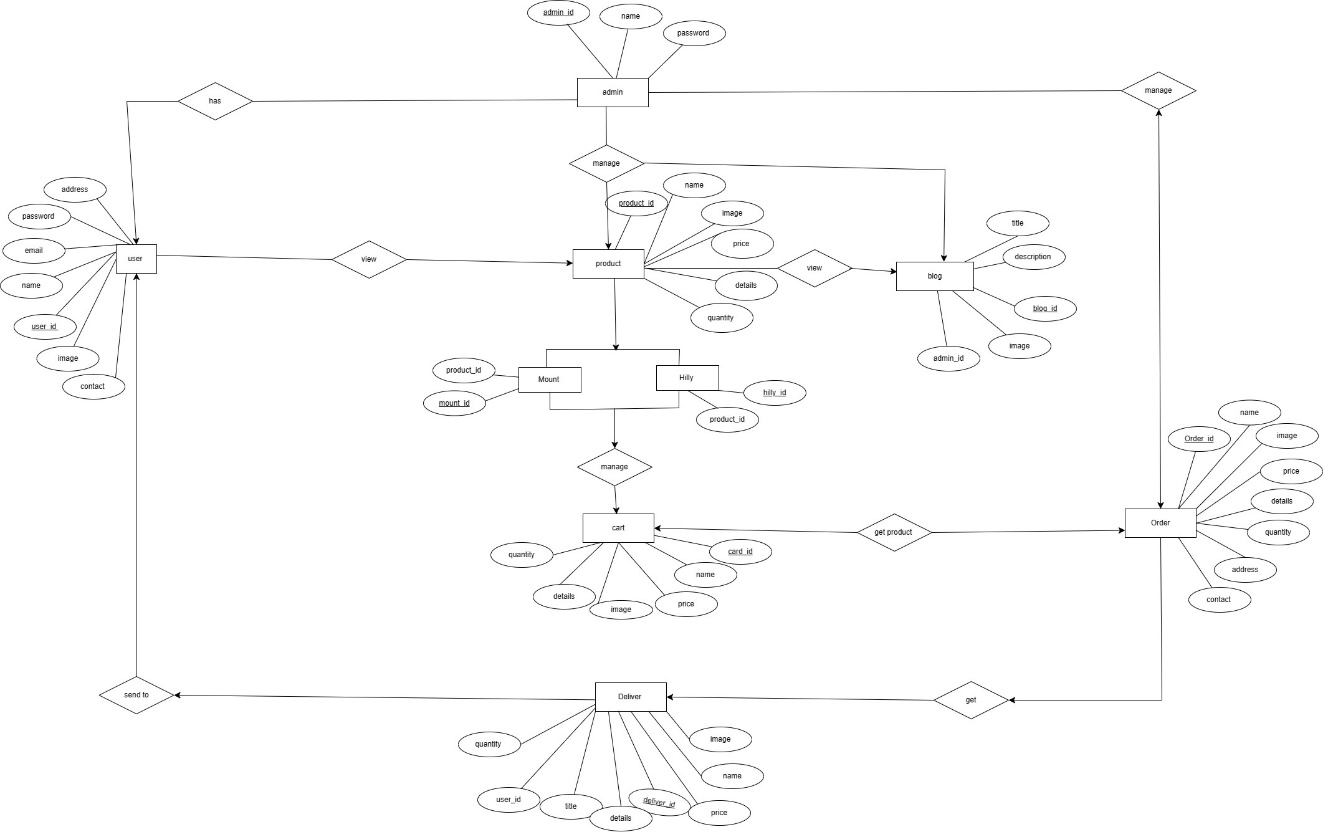 admin_id
name
password
admin
has
manage
manage
address
password
email
name
user_id
image
contact
user
view
product_id
name
image
price
details
quantity
product
view
title
description
blog_id
image
admin_id
blog
product_id
mount_id
Mount
Hilly
hilly_id
product_id
manage
cart
quantity
details
image
price
name
card_id
get product
Order_id
name
image
price
details
quantity
address
contact
Order
send to
Deliver
get
quantity
user_id
title
details
deliver_id
price
name
image